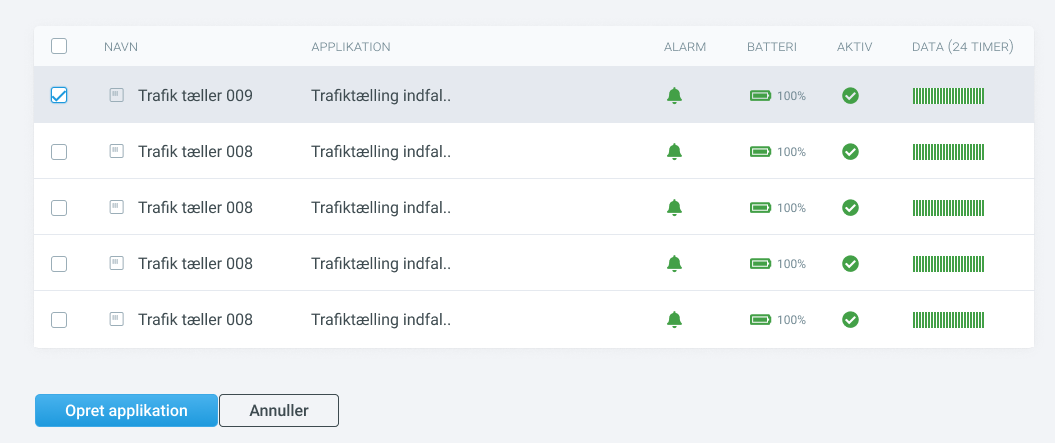 NAVN APPLIKATION ALARM BATTERI AKTIV DATA (24 TIMER)
Trafik tæller 009 Trafiktælling indfal.. 100%
Trafik tæller 008 Trafiktælling indfal.. 100%
Trafik tæller 008 Trafiktælling indfal.. 100%
Trafik tæller 008 Trafiktælling indfal.. 100%
Trafik tæller 008 Trafiktælling indfal.. 100%
Opret applikation Annuller